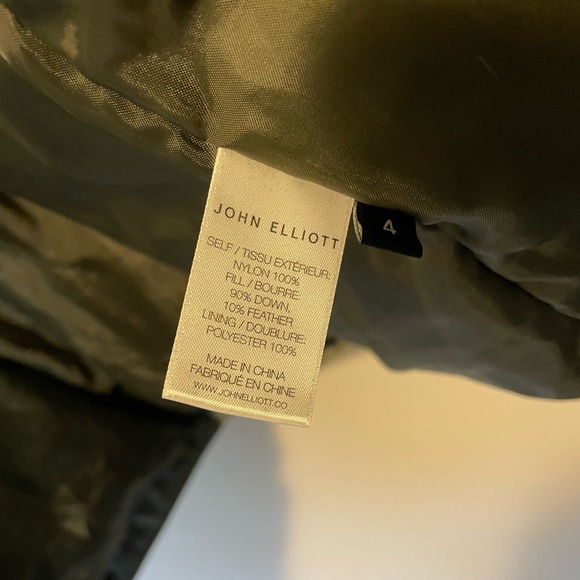 JOHN ELLIOTT
SELF / TISSU EXTÉRIEUR:
NYLON 100%
FILL / BOURRE:
90% DOWN,
10% FEATHER
LINING / DOUBLURE:
POLYESTER 100%
MADE IN CHINA
FABRIQUÉ EN CHINE
WWW.JOHNELLIOTT.CO
4